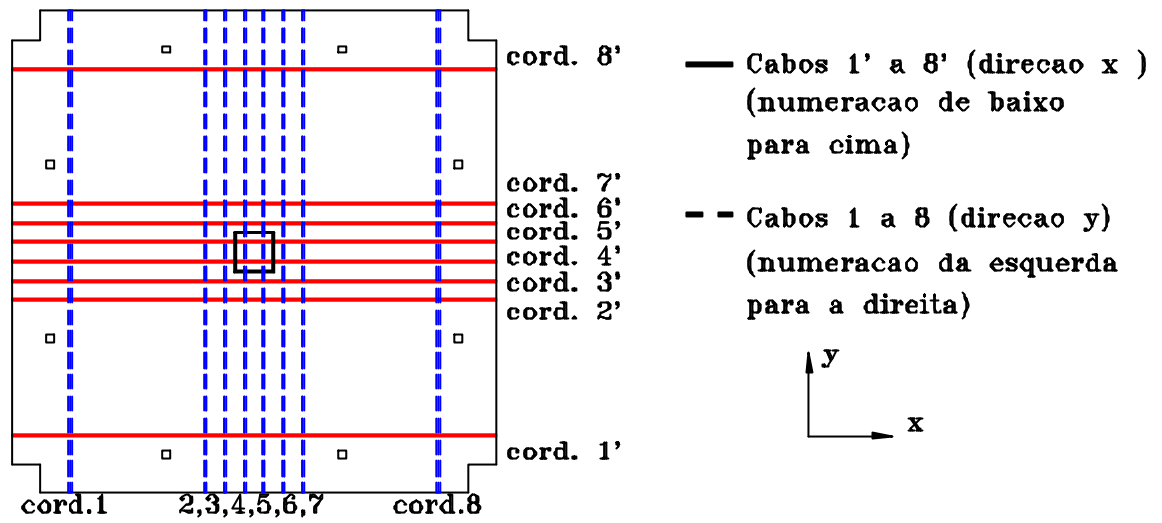 cord. 8'
cord. 7'
cord. 6'
cord. 5'
cord. 4'
cord. 3'
cord. 2'
cord. 1'
cord.1
2,3,4,5,6,7
cord.8
Cabos 1' a 8' (direcao x )
(numeracao de baixo
para cima)
Cabos 1 a 8 (direcao y)
(numeracao da esquerda
para a direita)
y
x